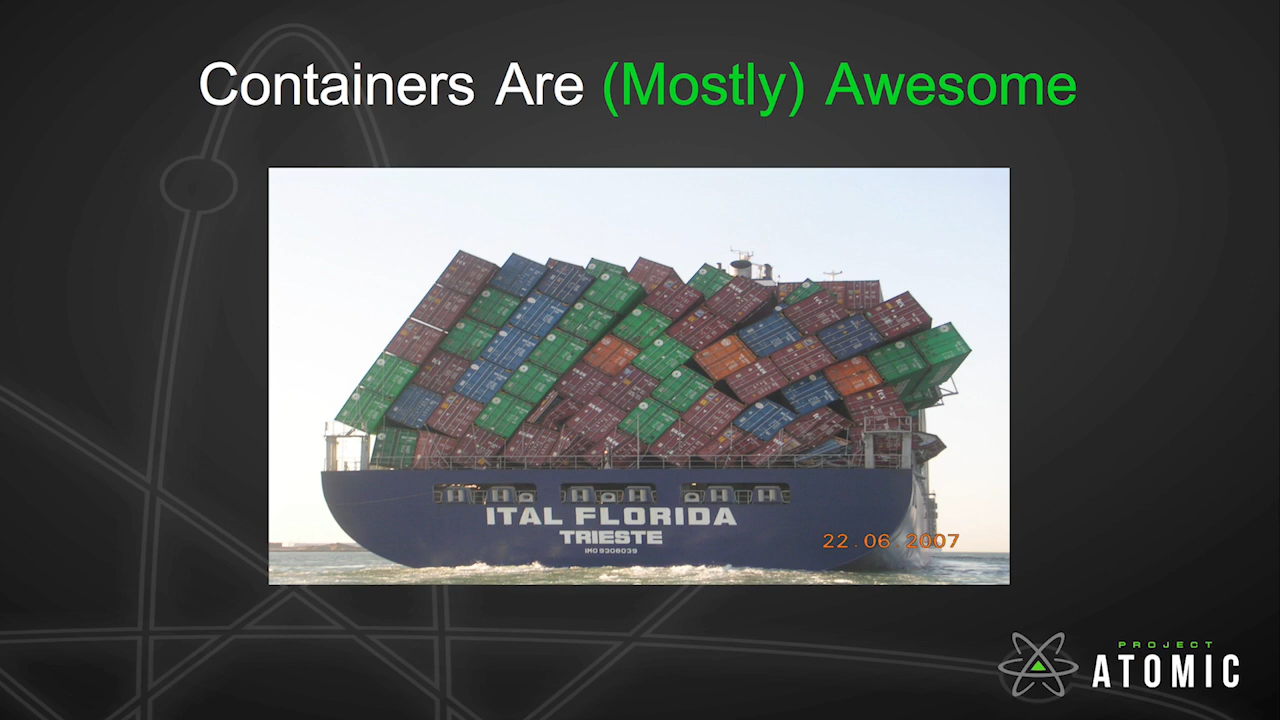 Containers Are (Mostly) Awesome
ITAL FLORIDA
TRIESTE
IMO 9308039
22.06.2007
PROJECT
ATOMIC